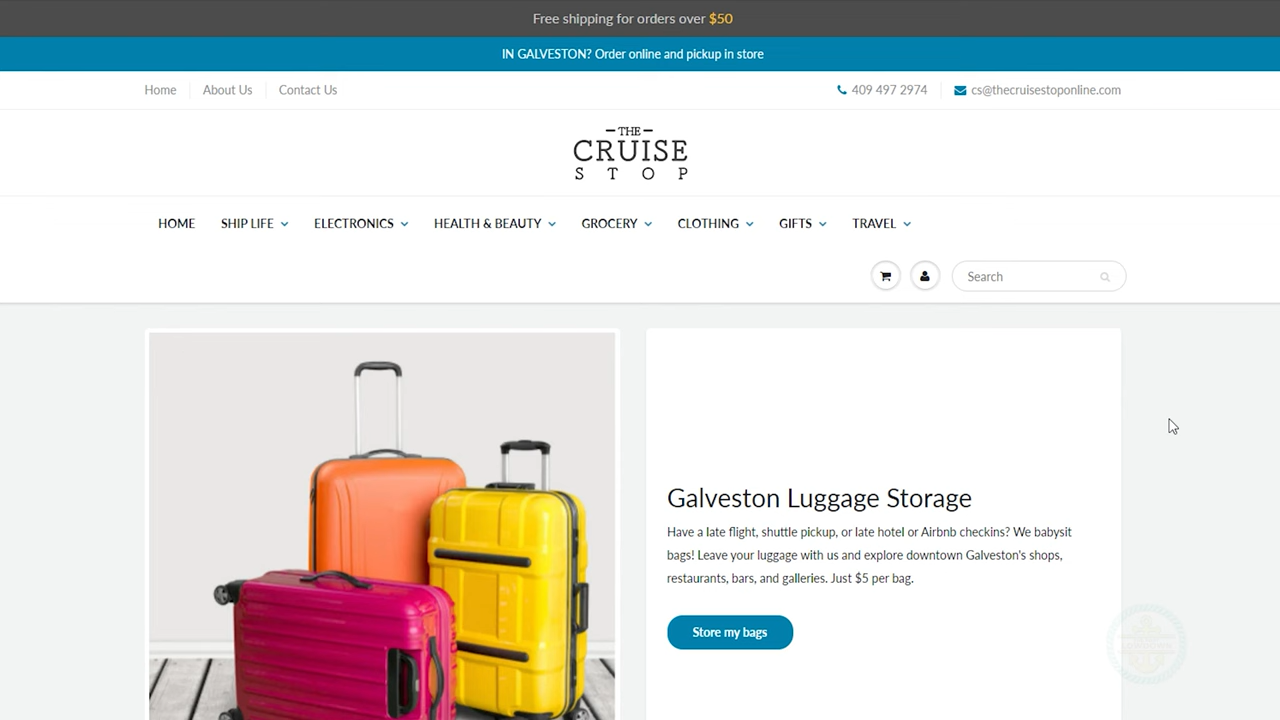 Free shipping for orders over $50
IN GALVESTON? Order online and pickup in store
Home
About Us
Contact Us
409 497 2974
cs@thecruisestoponline.com
THE
CRUISE
STOP
HOME
SHIP LIFE
ELECTRONICS
HEALTH & BEAUTY
GROCERY
CLOTHING
GIFTS
TRAVEL
Search
Galveston Luggage Storage
Have a late flight, shuttle pickup, or late hotel or Airbnb checkins? We babysit
bags! Leave your luggage with us and explore downtown Galveston's shops,
restaurants, bars, and galleries. Just $5 per bag.
Store my bags